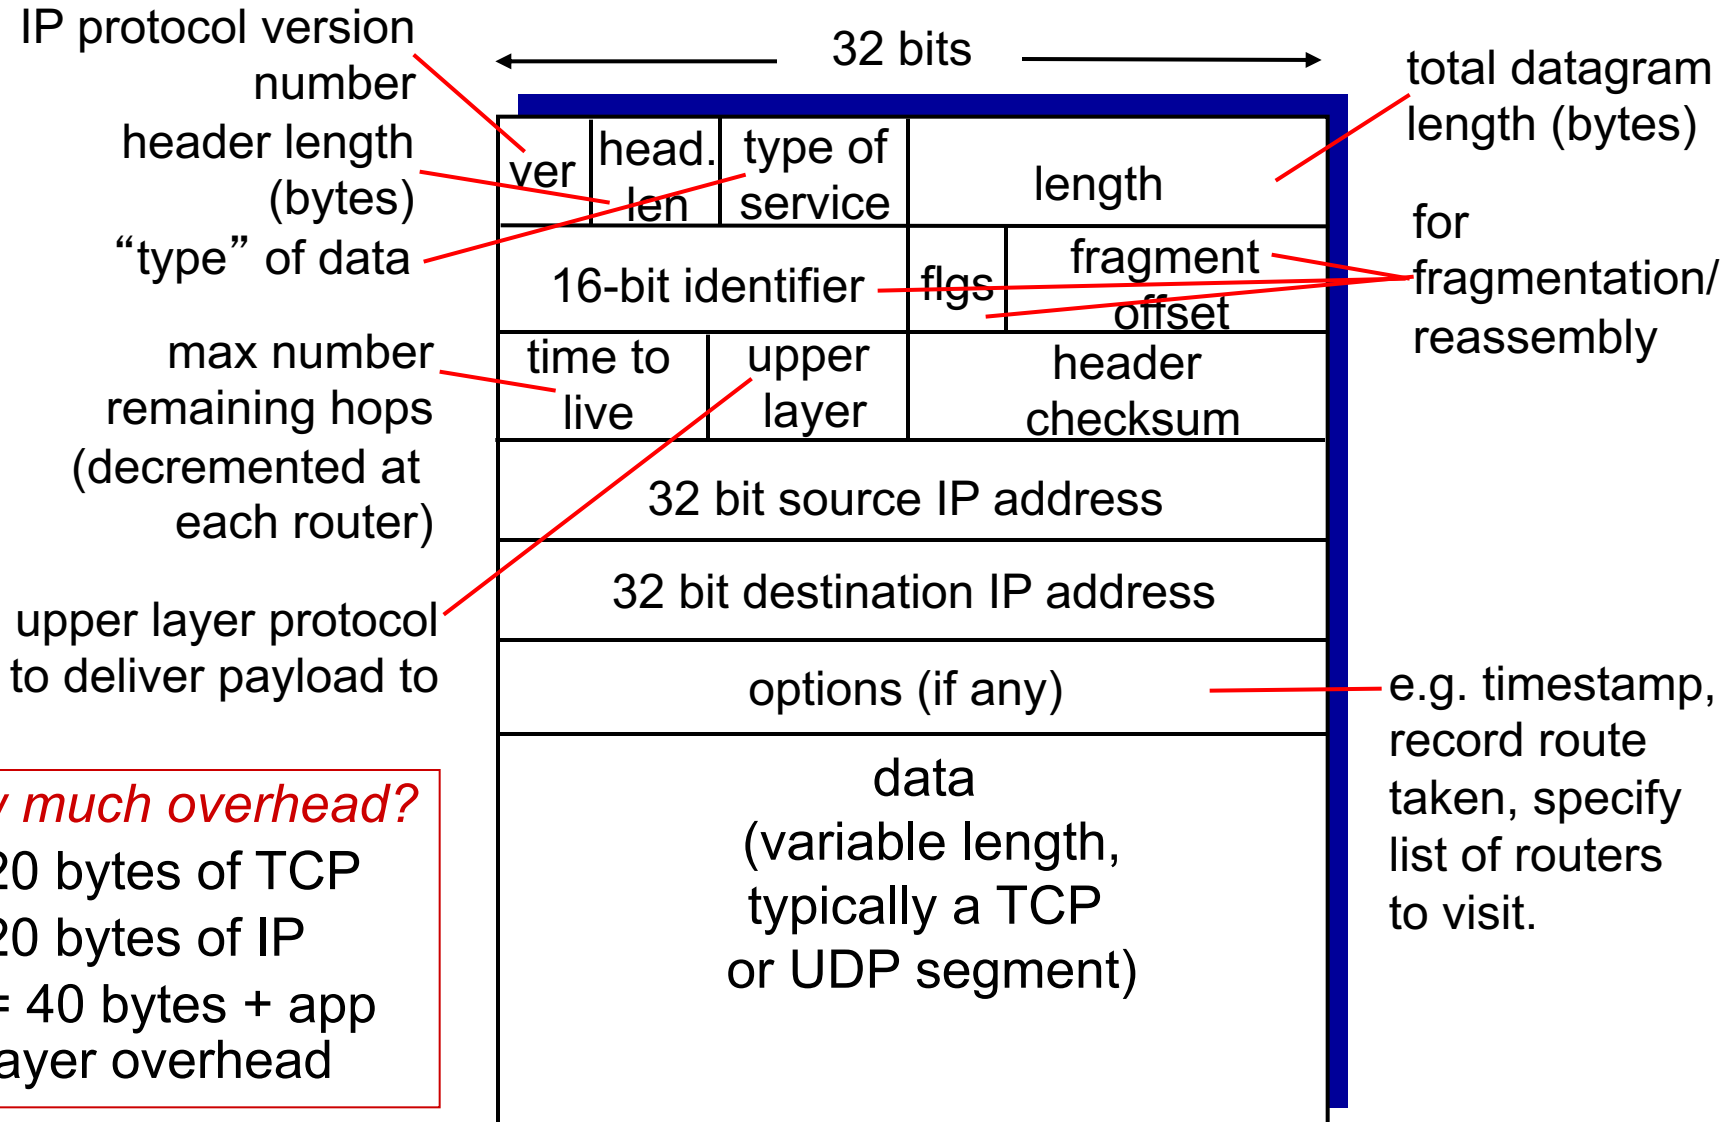 IP protocol version
number
header length
(bytes)
“type” of data
max number
remaining hops
(decremented at
each router)
upper layer protocol
to deliver payload to
much overhead?
20 bytes of TCP
20 bytes of IP
= 40 bytes + app
layer overhead
32 bits
ver
head.
len
type of
service
length
16-bit identifier
flgs
fragment
offset
time to
live
upper
layer
header
checksum
32 bit source IP address
32 bit destination IP address
options (if any)
data
(variable length,
typically a TCP
or UDP segment)
total datagram
length (bytes)
for
fragmentation/
reassembly
e.g. timestamp,
record route
taken, specify
list of routers
to visit.